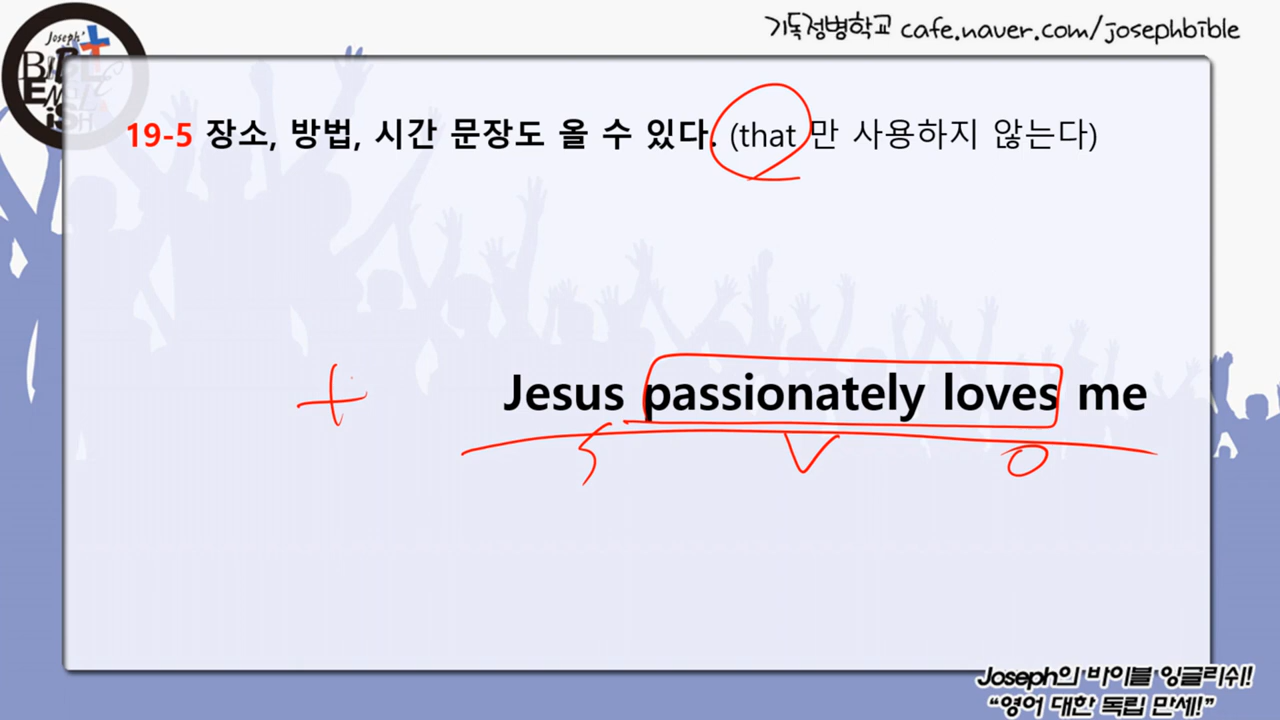 Joseph'
BIBLE
ENGLISH
기독정병학교 cafe.naver.com/josephbible
19-5 장소, 방법, 시간 문장도 올 수 있다. (that 만 사용하지 않는다)
+
Jesus passionately loves me
S V O
Joseph의 바이블 잉글리쉬!
“영어 대한 독립 만세!”